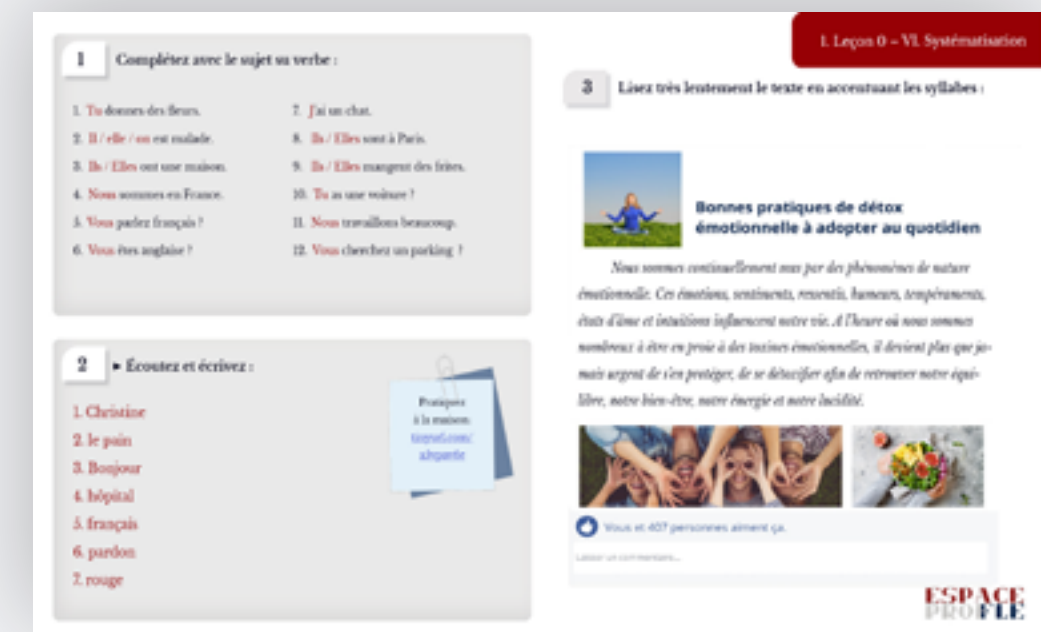 1. Leçon 0 – VI. Systématisation
1 Complétez avec le sujet su verbe :
1. Tu donnes des fleurs.
2. Il / elle / on est malade.
3. Ils / Elles ont une maison.
4. Nous sommes en France.
5. Vous parlez français ?
6. Vous êtes anglaise ?
7. J'ai un chat.
8. Ils / Elles sont à Paris.
9. Ils / Elles mangent des frites.
10. Tu as une voiture ?
11. Nous travaillons beaucoup.
12. Vous cherchez un parking ?
2 ► Écoutez et écrivez :
1. Christine
2. le pain
3. Bonjour
4. hôpital
5. français
6. pardon
7. rouge
Pratiquez
à la maison:
tinyurl.com/
3 Lisez très lentement le texte en accentuant les syllabes :
Bonnes pratiques de détox
émotionnelle à adopter au quotidien
Nous sommes continuellement mus par des phénomènes de nature
émotionnelle. Ces émotions, sentiments, ressentis, humeurs, tempéraments,
états d'âme et intuitions influencent notre vie. A l'heure où nous sommes
nombreux à être en proie à des toxines émotionnelles, il devient plus que ja-
mais urgent de s'en protéger, de se détoxifier afin de retrouver notre équi-
libre, notre bien-être, notre énergie et notre lucidité.
Vous et 407 personnes aiment ça.
Laisser un commentaire...
ESPACE
PROFLE